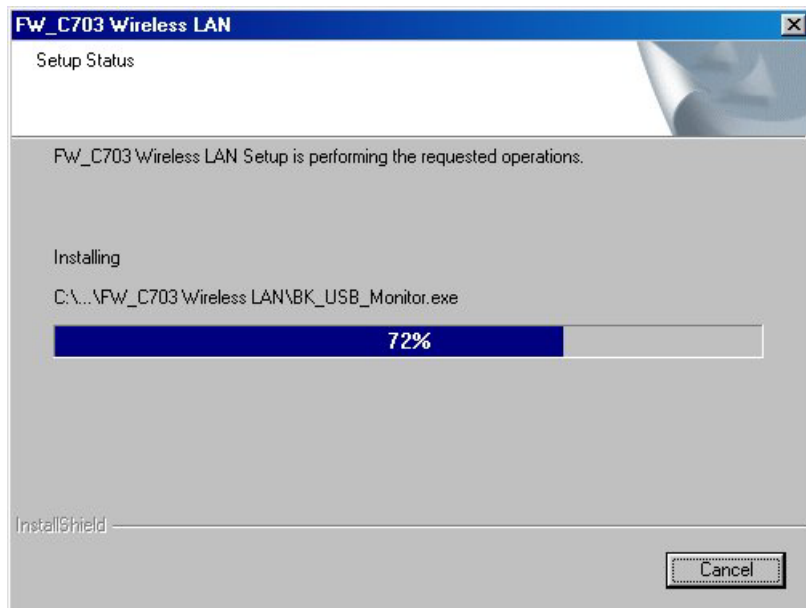 FW_C703 Wireless LAN
Setup Status
FW_C703 Wireless LAN Setup is performing the requested operations.
Installing
C:\...\FW_C703 Wireless LAN\BK_USB_Monitor.exe
72%
InstallShield
Cancel